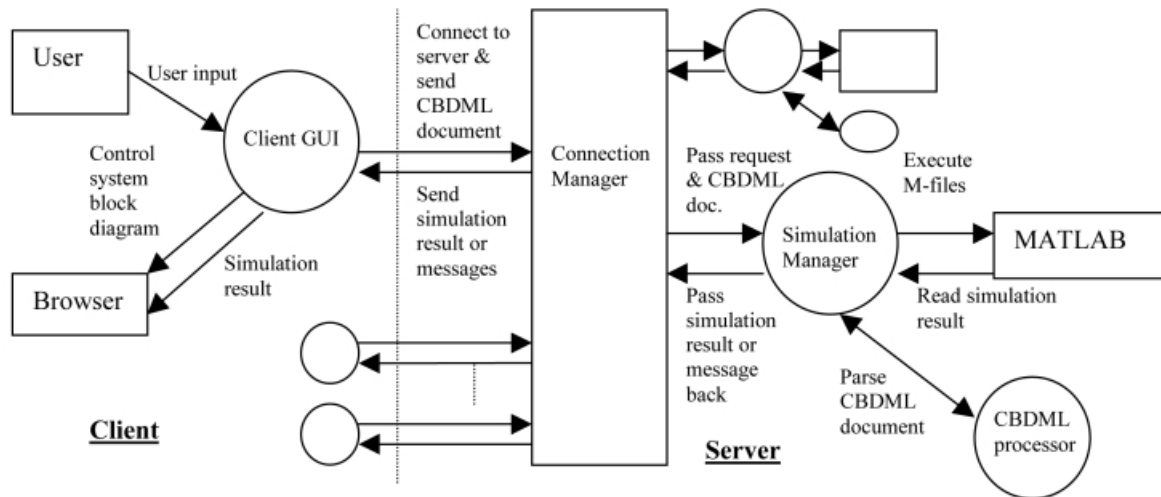 User
User input
Client GUI
Control
system
block
diagram
Simulation
result
Browser
Client
Connect to
server &
send
CBDML
document
Send
simulation
result or
messages
Connection
Manager
Pass request
& CBDML
doc.
Execute
M-files
Simulation
Manager
MATLAB
Pass
simulation
result or
message
back
Read simulation
result
Parse
CBDML
document
CBDML
processor
Server